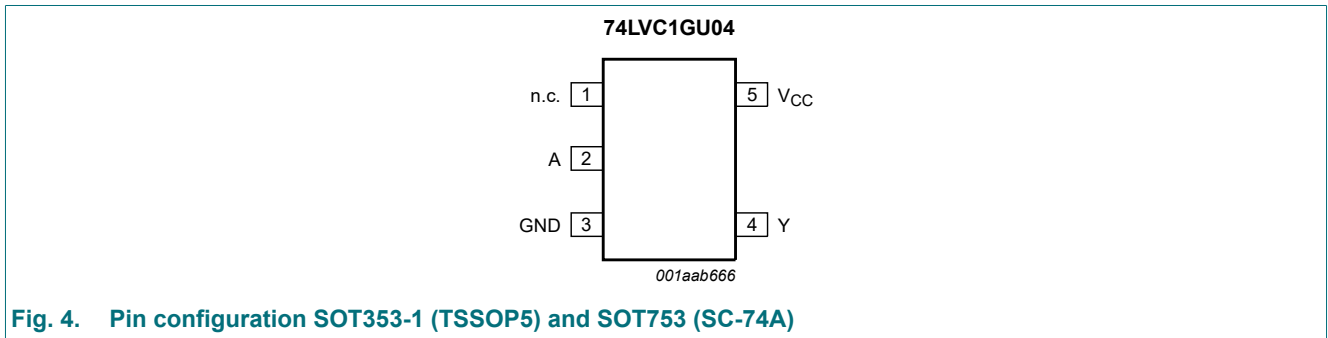 74LVC1GU04
n.c. 1 5 VCC
A 2
GND 3 4 Y
001aab666
Fig. 4. Pin configuration SOT353-1 (TSSOP5) and SOT753 (SC-74A)